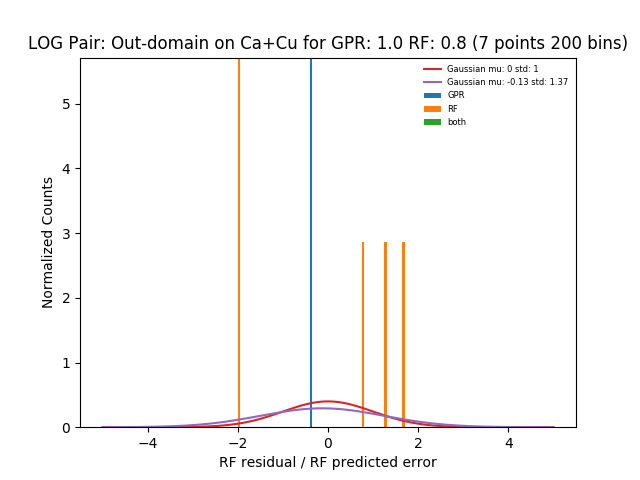 LOG Pair: Out-domain on Ca+Cu for GPR: 1.0 RF: 0.8 (7 points 200 bins)
Gaussian mu: 0 std: 1
Gaussian mu: -0.13 std: 1.37
GPR
RF
both
Normalized Counts
5
4
3
2
1
0
−4
−2
0
2
4
RF residual / RF predicted error